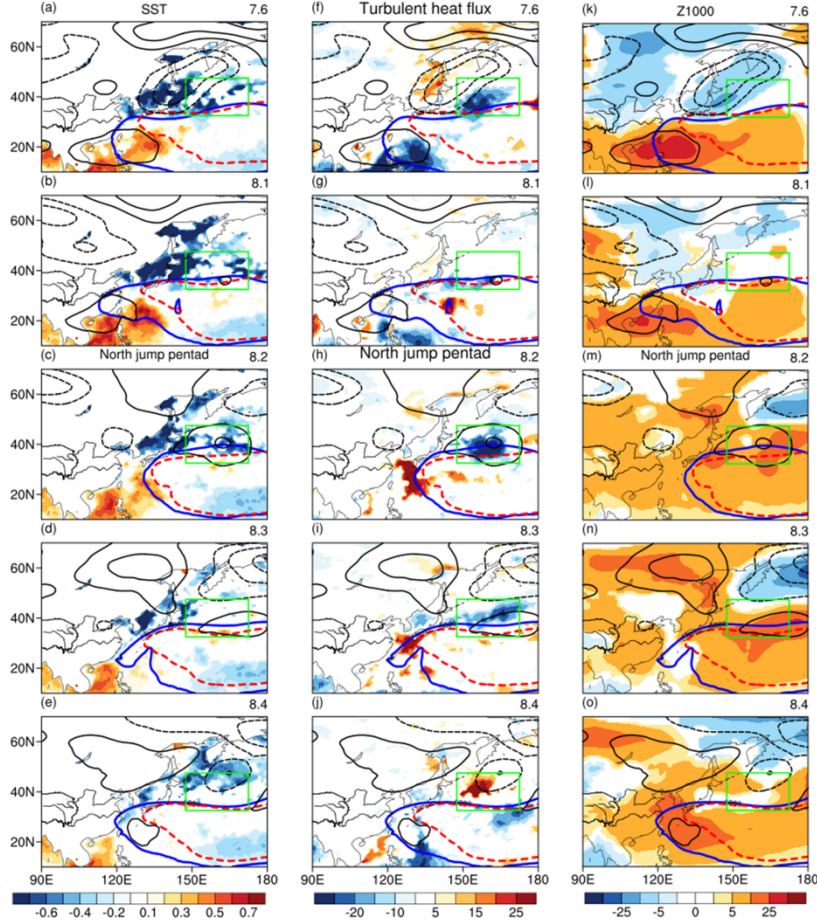 (a) SST 7.6 (f) Turbulent heat flux 7.6 (k) Z1000 7.6
60N
40N
20N
(b) 8.1 (g) 8.1 (l) 8.1
60N
40N
20N
(c) North jump pentad 8.2 (h) North jump pentad 8.2 (m) North jump pentad 8.2
60N
40N
20N
(d) 8.3 (i) 8.3 (n) 8.3
60N
40N
20N
(e) 8.4 (j) 8.4 (o) 8.4
60N
40N
20N
90E 120E 150E 180 90E 120E 150E 180 90E 120E 150E 180
-0.6 -0.4 -0.2 0.1 0.3 0.5 0.7 -20 -10 5 15 25 -25 -5 0 5 25